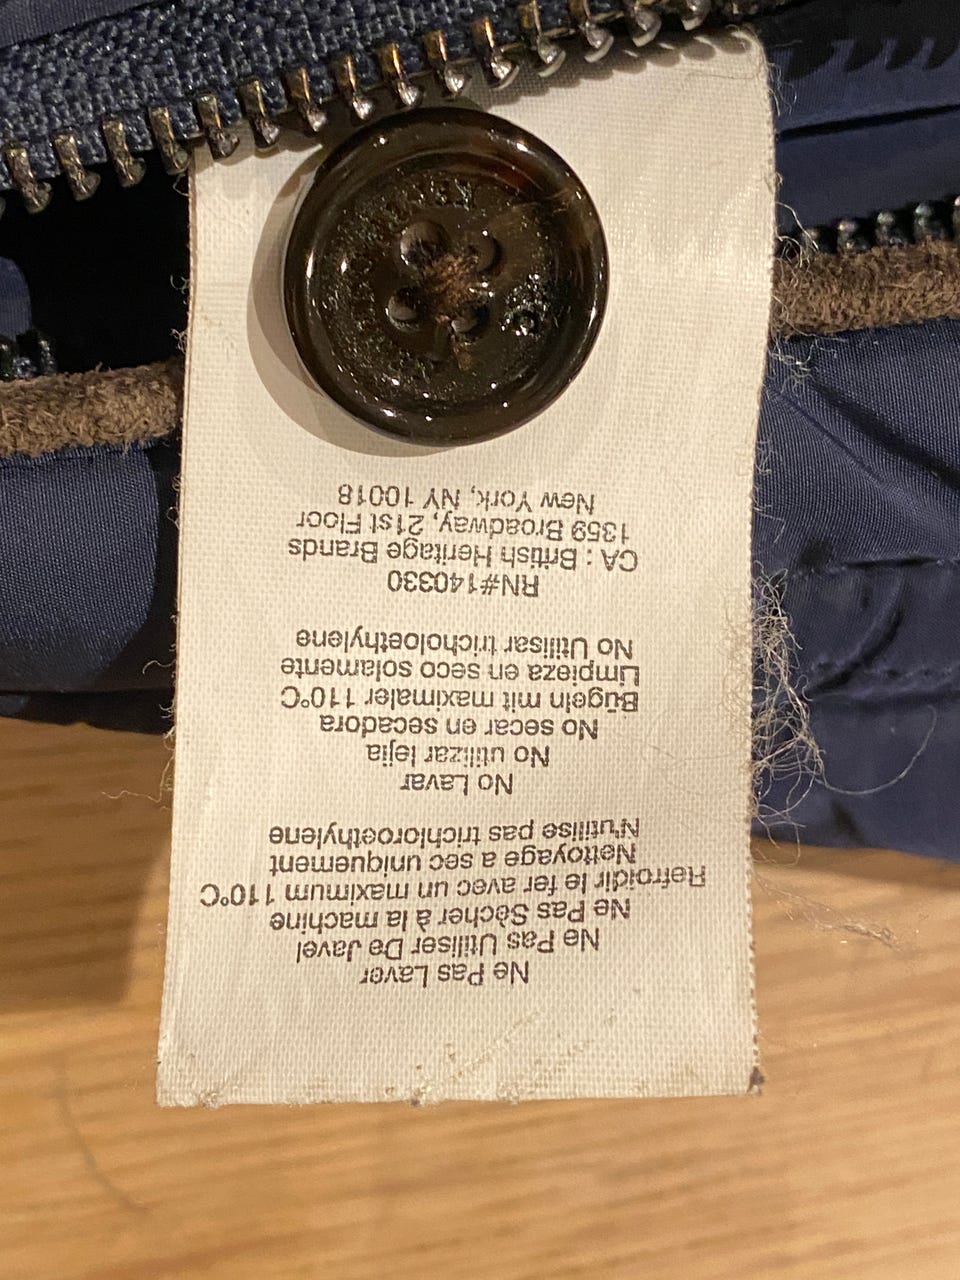 Ne Pas Laver
Ne Pas Utiliser De Javel
Ne Pas Sècher à la machine
Refroidir le fer avec un maximum 110°C
Nettoyage a sec uniquement
N'utilise pas trichloroethylene
No Lavar
No utilizar lejia
No secar en secadora
Bügeln mit maximaler 110°C
Limpieza en seco solamente
No Utilisar tricholoethylene
RN#140330
CA : British Heritage Brands
1359 Broadway, 21st Floor
New York, NY 10018